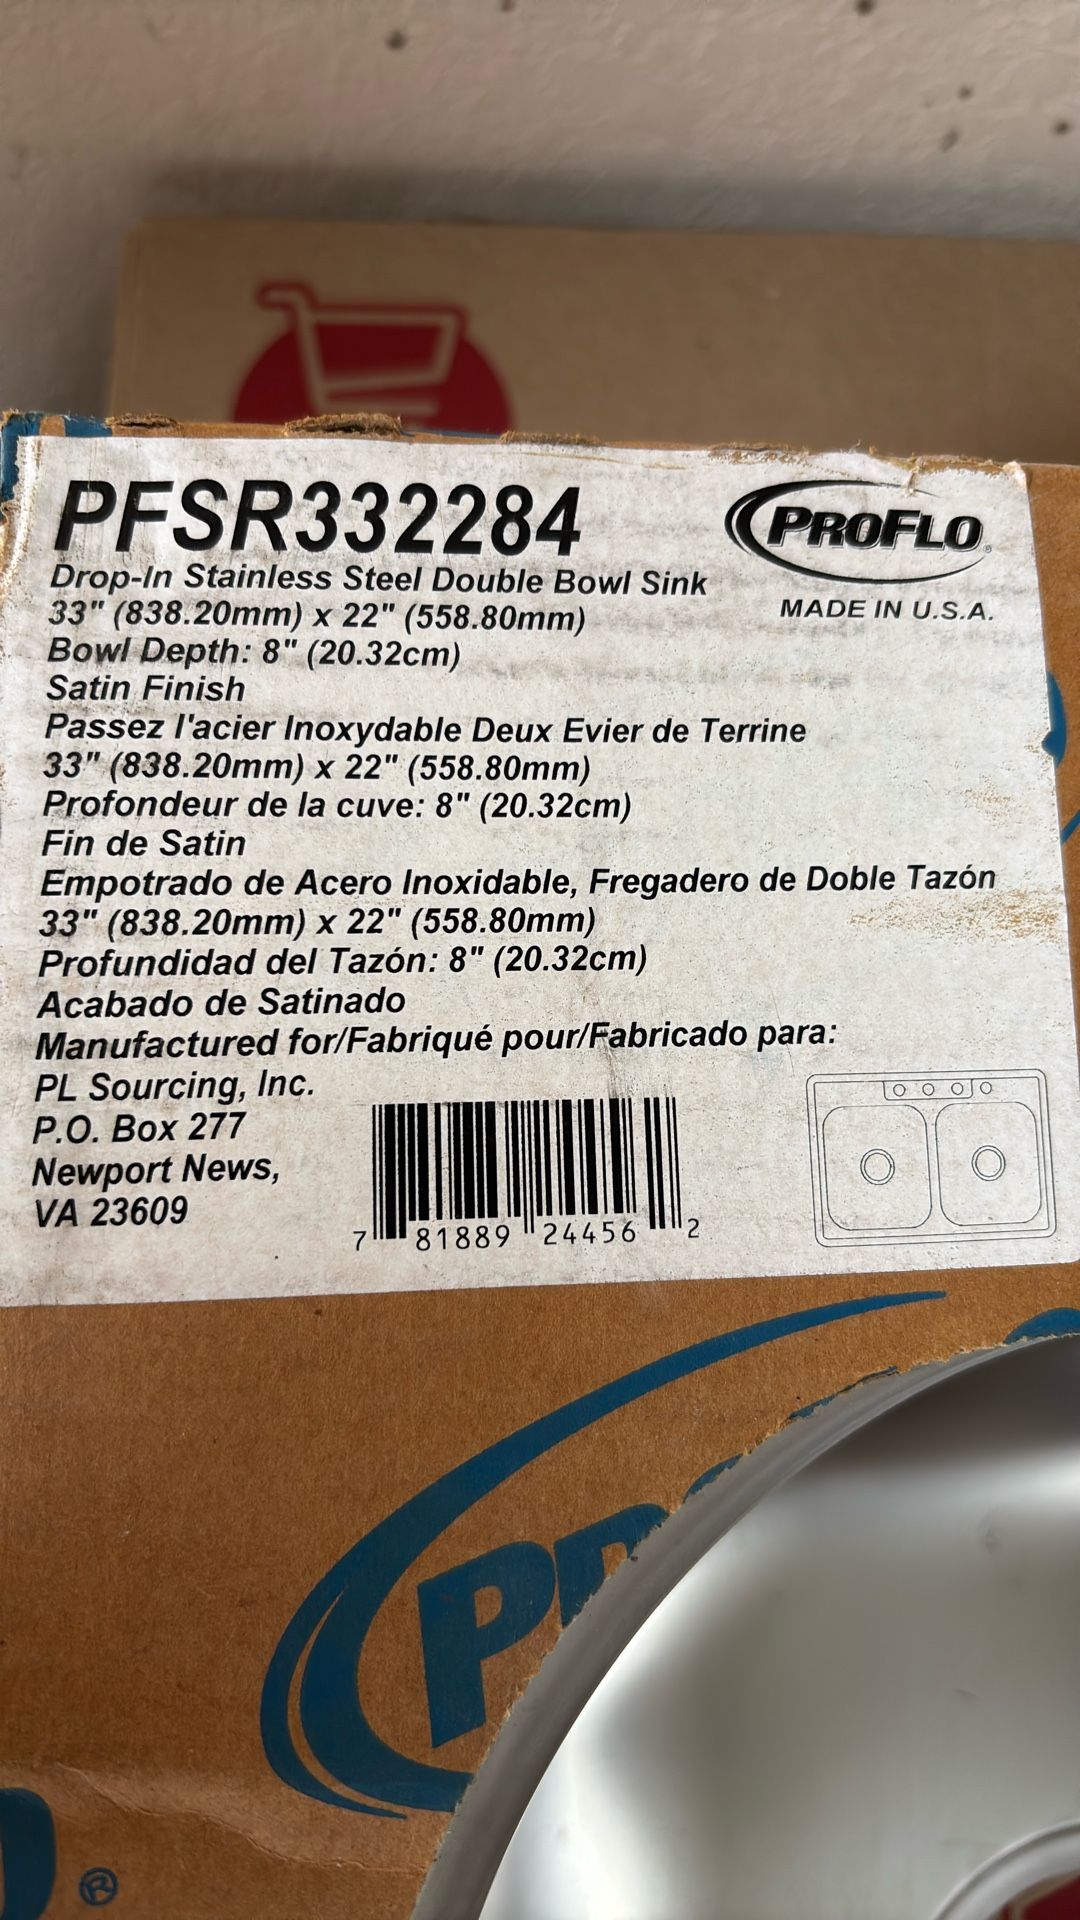 PFSR332284
PROFLO®
MADE IN U.S.A.
Drop-In Stainless Steel Double Bowl Sink
33" (838.20mm) x 22" (558.80mm)
Bowl Depth: 8" (20.32cm)
Satin Finish
Passez l'acier Inoxydable Deux Evier de Terrine
33" (838.20mm) x 22" (558.80mm)
Profondeur de la cuve: 8" (20.32cm)
Fin de Satin
Empotrado de Acero Inoxidable, Fregadero de Doble Tazón
33" (838.20mm) x 22" (558.80mm)
Profundidad del Tazón: 8" (20.32cm)
Acabado de Satinado
Manufactured for/Fabriqué pour/Fabricado para:
PL Sourcing, Inc.
P.O. Box 277
Newport News,
VA 23609
7 81889 24456 2
PR
®